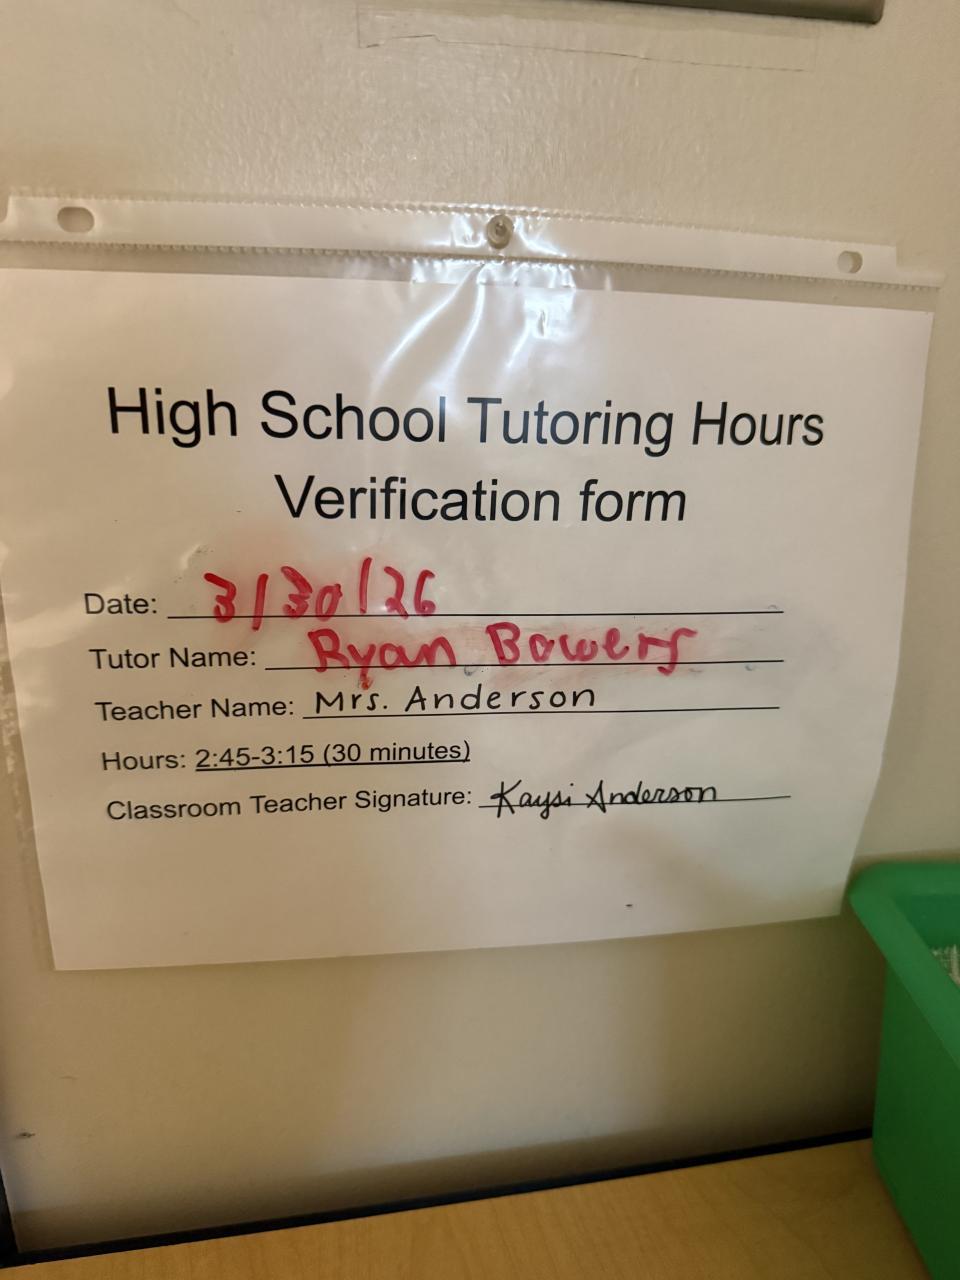 High School Tutoring Hours
Verification form
Date: 3/30/26
Tutor Name: Ryan Bowers
Teacher Name: Mrs. Anderson
Hours: 2:45-3:15 (30 minutes)
Classroom Teacher Signature: Kaysi Anderson